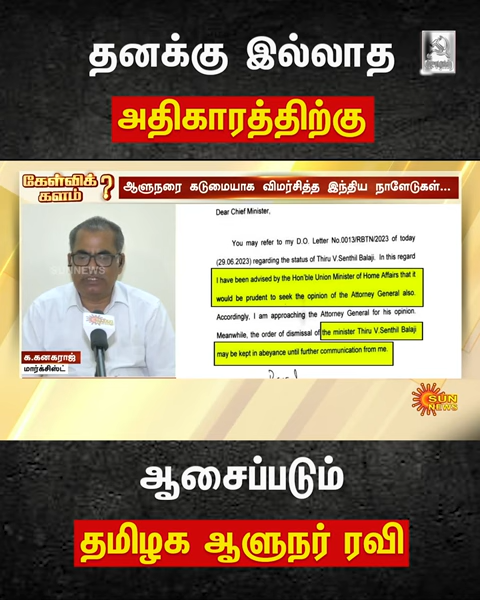 தனக்கு இல்லாத
அதிகாரத்திற்கு
கேள்விக்
களம்
?
ஆளுநரை கடுமையாக விமர்சித்த இந்திய நாளேடுகள்...
SUN NEWS
Dear Chief Minister,
You may refer to my D.O. Letter No.0013/RBTN/2023 of today
(29.06.2023) regarding the status of Thiru V.Senthil Balaji. In this regard
I have been advised by the Hon'ble Union Minister of Home Affairs that it
would be prudent to seek the opinion of the Attorney General also.
Accordingly, I am approaching the Attorney General for his opinion.
Meanwhile, the order of dismissal of the minister Thiru V.Senthil Balaji
may be kept in abeyance until further communication from me.
க.கனகராஜ்
மார்க்சிஸ்ட்
SUN
NEWS
ஆசைப்படும்
தமிழக ஆளுநர் ரவி